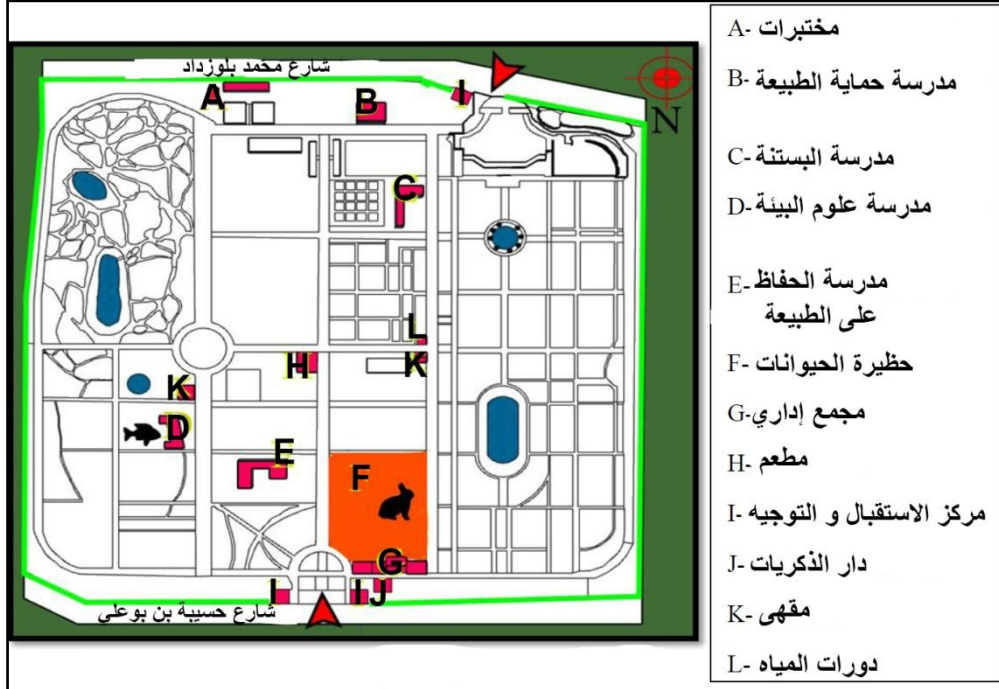 شارع محمد بلوزداد
A
B
I
N
C
L
H
K
K
D
E
F
G
I
I
J
شارع حسيبة بن بوعلي
A- مختبرات
B- مدرسة حماية الطبيعة
C- مدرسة البستنة
D- مدرسة علوم البيئة
E- مدرسة الحفاظ
على الطبيعة
F- حظيرة الحيوانات
G- مجمع إداري
H- مطعم
I- مركز الاستقبال و التوجيه
J- دار الذكريات
K- مقهى
L- دورات المياه